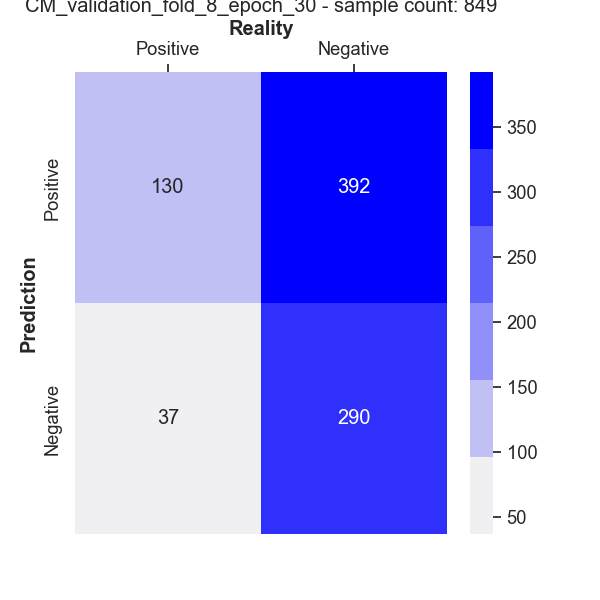 CM_validation_fold_8_epoch_30 - sample count: 849
Reality
Positive Negative
Prediction
Positive
130 392
Negative
37 290
350
300
250
200
150
100
50